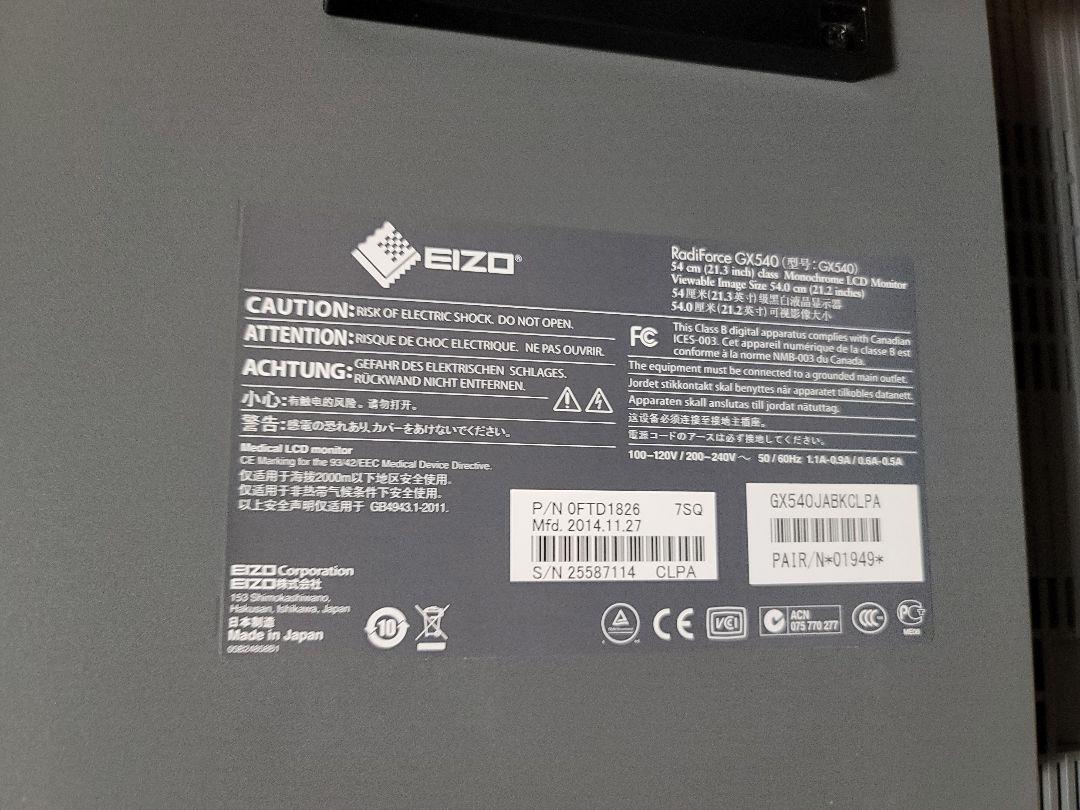 EIZO®
RadiForce GX540 (型号:GX540)
54 cm (21.3 inch) class Monochrome LCD Monitor
Viewable Image Size 54.0 cm (21.2 inches)
54厘米(21.3英寸)级黑白液晶显示器
54.0厘米(21.2英寸)可视影像大小
CAUTION: RISK OF ELECTRIC SHOCK. DO NOT OPEN.
ATTENTION: RISQUE DE CHOC ELECTRIQUE. NE PAS OUVRIR.
ACHTUNG: GEFAHR DES ELEKTRISCHEN SCHLAGES.
RÜCKWAND NICHT ENTFERNEN.
小心:有触电的风险。请勿打开。
警告:感電の恐れあり,カバーをあけないでください。
FC
This Class B digital apparatus complies with Canadian
ICES-003. Cet appareil numérique de la classe B est
conforme à la norme NMB-003 du Canada.
The equipment must be connected to a grounded main outlet.
Jordet stikkontakt skal benyttes når apparatet tilkobles datanett.
Apparaten skall anslutas till jordat nätuttag.
这设备必须连接至接地主插座。
電源コードのアースは必ず接地してください。
100–120V / 200–240V ～ 50 / 60Hz 1.1A-0.9A / 0.6A-0.5A
Medical LCD monitor
CE Marking for the 93/42/EEC Medical Device Directive.
仅适用于海拔2000m以下地区安全使用。
仅适用于非热带气候条件下安全使用。
以上安全声明仅适用于 GB4943.1-2011.
P/N 0FTD1826 7SQ
Mfd. 2014.11.27
S/N 25587114 CLPA
GX540JABKCLPA
PAIR/N*01949*
EIZO Corporation
EIZO株式会社
153 Shimokashiwano,
Hakusan, Ishikawa, Japan
日本制造
Made in Japan
10
CE
VCI
ACN
075 770 277
CCC
ME06